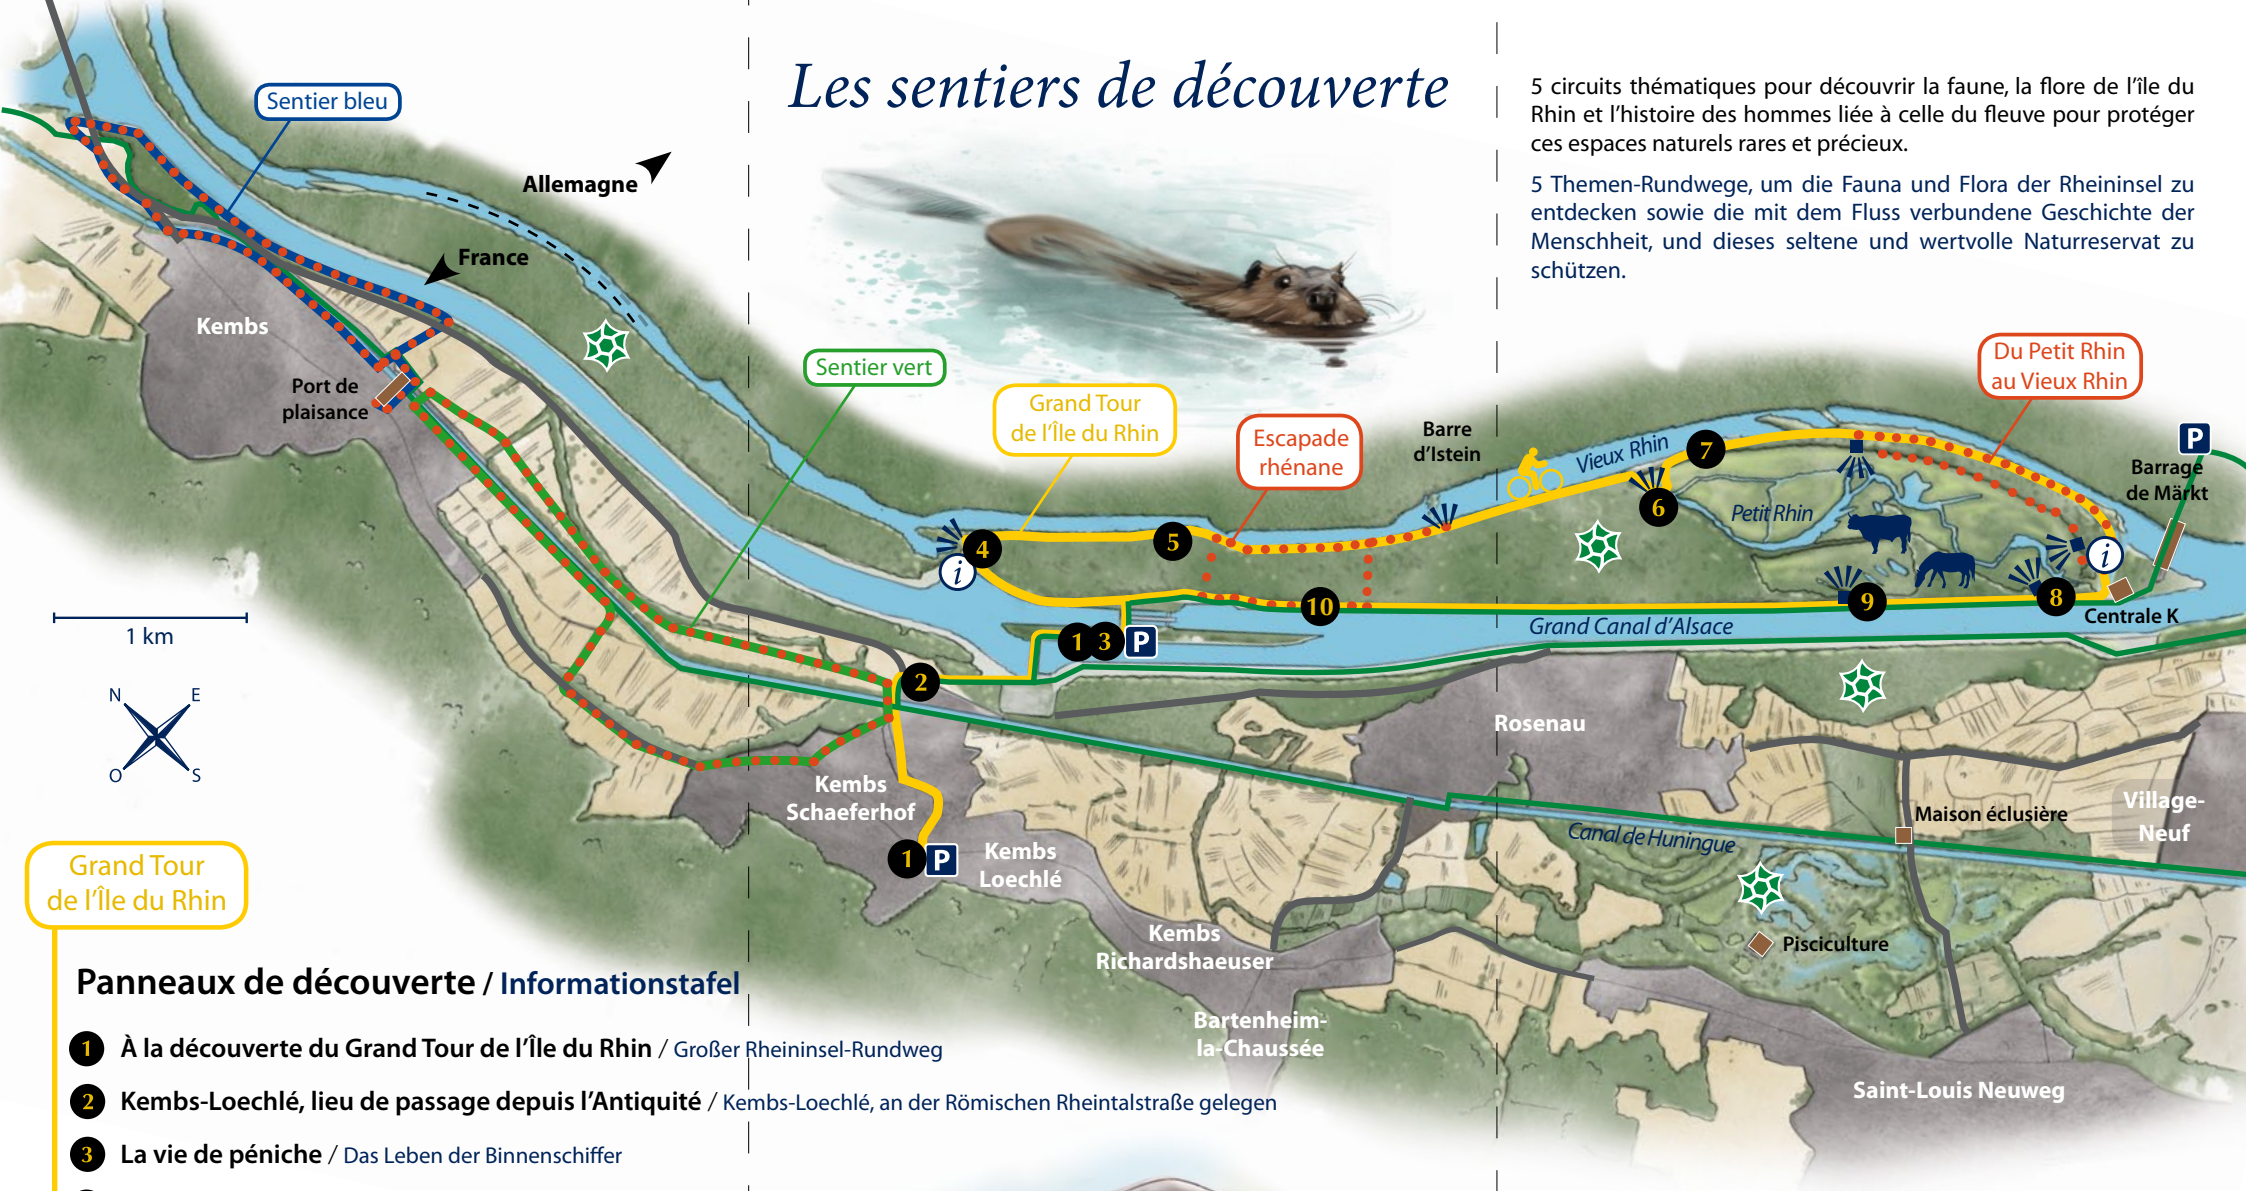 Les sentiers de découverte
5 circuits thématiques pour découvrir la faune, la flore de l'île du
Rhin et l'histoire des hommes liée à celle du fleuve pour protéger
ces espaces naturels rares et précieux.
5 Themen-Rundwege, um die Fauna und Flora der Rheininsel zu
entdecken sowie die mit dem Fluss verbundene Geschichte der
Menschheit, und dieses seltene und wertvolle Naturreservat zu
schützen.
Sentier bleu
Allemagne
France
Kembs
Port de
plaisance
Sentier vert
Grand Tour
de l'Île du Rhin
Escapade
rhénane
Barre
d'Istein
Vieux Rhin
Du Petit Rhin
au Vieux Rhin
P
Barrage
de Märkt
7
6
Petit Rhin
4
5
i
i
10
9
8
Centrale K
1 3 P
Grand Canal d'Alsace
2
1 km
N E
O S
Rosenau
Kembs
Schaeferhof
1 P
Kembs
Loechlé
Canal de Huningue
Maison éclusière
Village-
Neuf
Pisciculture
Kembs
Richardshaeuser
Bartenheim-
la-Chaussée
Saint-Louis Neuweg
Grand Tour
de l'Île du Rhin
Panneaux de découverte / Informationstafel
1 À la découverte du Grand Tour de l'Île du Rhin / Großer Rheininsel-Rundweg
2 Kembs-Loechlé, lieu de passage depuis l'Antiquité / Kembs-Loechlé, an der Römischen Rheintalstraße gelegen
3 La vie de péniche / Das Leben der Binnenschiffer